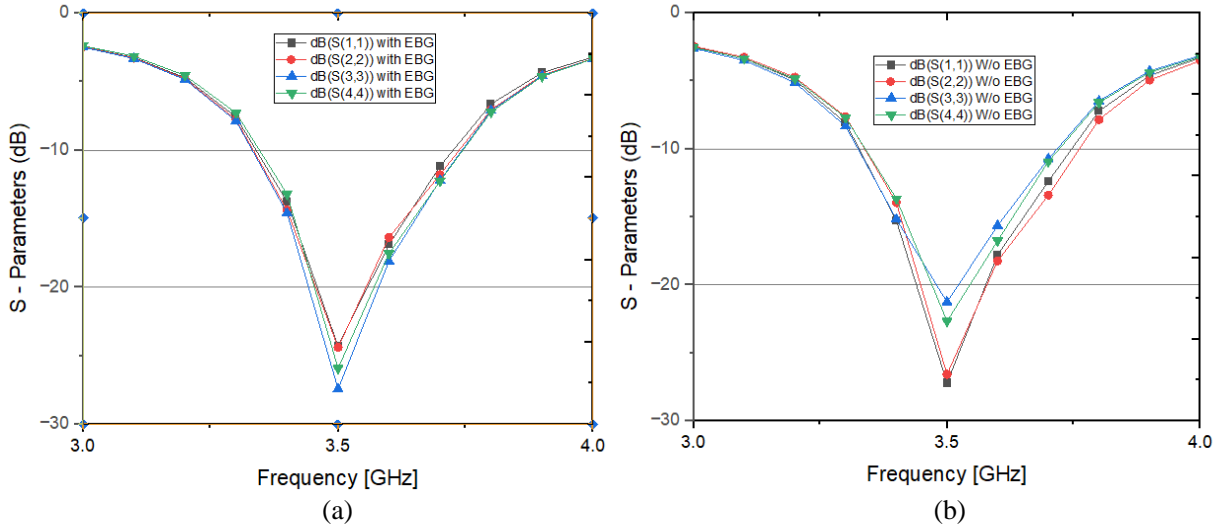 S - Parameters (dB)
0
−10
−20
−30
dB(S(1,1)) with EBG
dB(S(2,2)) with EBG
dB(S(3,3)) with EBG
dB(S(4,4)) with EBG
3.0
3.5
4.0
Frequency [GHz]
(a)
S - Parameters (dB)
0
−10
−20
−30
dB(S(1,1)) W/o EBG
dB(S(2,2)) W/o EBG
dB(S(3,3)) W/o EBG
dB(S(4,4)) W/o EBG
3.0
3.5
4.0
Frequency [GHz]
(b)